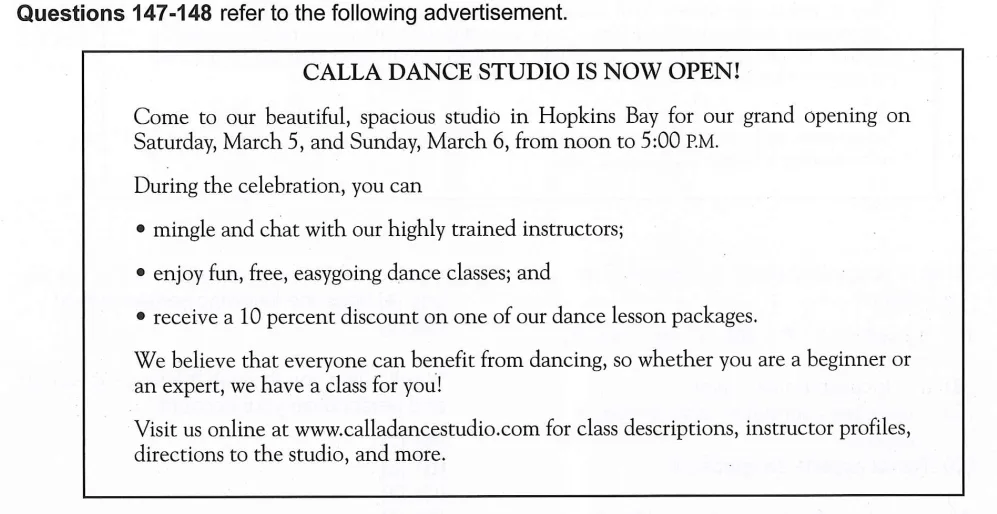 Questions 147-148 refer to the following advertisement.
CALLA DANCE STUDIO IS NOW OPEN!
Come to our beautiful, spacious studio in Hopkins Bay for our grand opening on
Saturday, March 5, and Sunday, March 6, from noon to 5:00 P.M.
During the celebration, you can
• mingle and chat with our highly trained instructors;
• enjoy fun, free, easygoing dance classes; and
• receive a 10 percent discount on one of our dance lesson packages.
We believe that everyone can benefit from dancing, so whether you are a beginner or
an expert, we have a class for you!
Visit us online at www.calladancestudio.com for class descriptions, instructor profiles,
directions to the studio, and more.